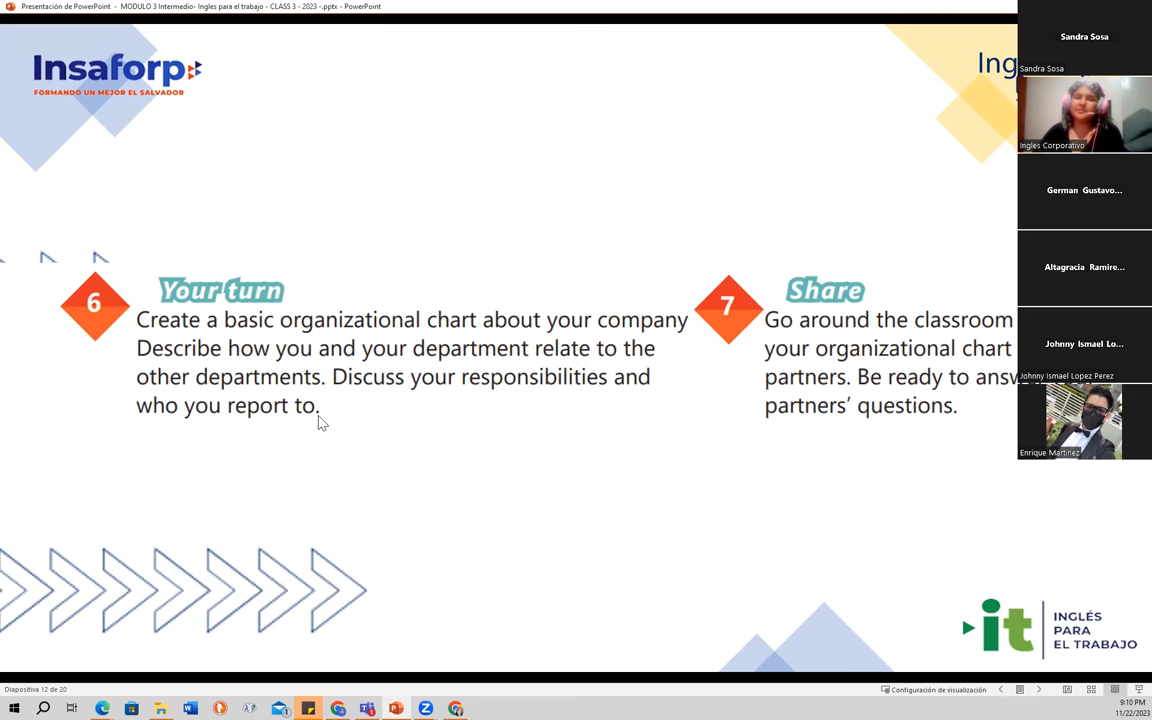 Presentación de PowerPoint - MODULO 3 Intermedio- Ingles para el trabajo - CLASS 3 - 2023 -.pptx - PowerPoint
Insaforp
FORMANDO UN MEJOR EL SALVADOR
Ing
Sandra Sosa
Sandra Sosa
Ingles Corporativo
German Gustavo...
Altagracia Ramire...
Johnny Ismael Lo...
Johnny Ismael Lopez Perez
Enrique Martinez
6
Your turn
Create a basic organizational chart about your company
Describe how you and your department relate to the
other departments. Discuss your responsibilities and
who you report to.
7
Share
Go around the classroom
your organizational chart
partners. Be ready to answ
partners' questions.
it
INGLÉS
PARA
EL TRABAJO
Diapositiva 12 de 20
Configuración de visualización
9:10 PM
11/22/2023